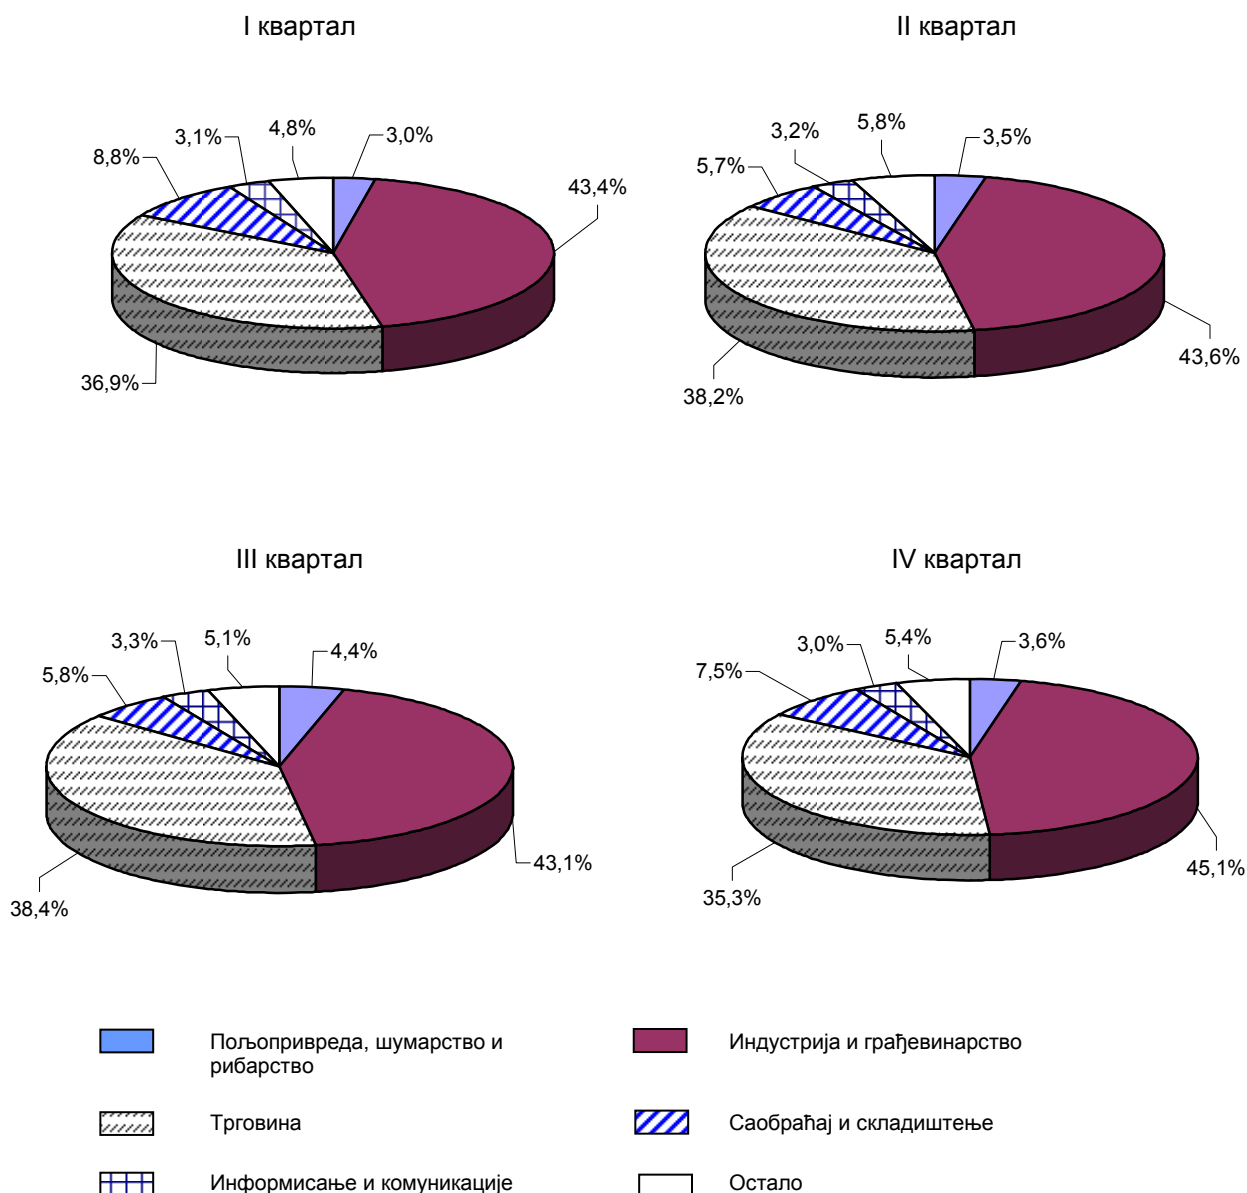 I квартал
II квартал
3,1%
4,8%
3,0%
8,8%
43,4%
36,9%
3,2%
5,8%
3,5%
5,7%
43,6%
38,2%
III квартал
IV квартал
3,3%
5,1%
4,4%
5,8%
43,1%
38,4%
3,0%
5,4%
3,6%
7,5%
45,1%
35,3%
Пољопривреда, шумарство и
рибарство
Индустрија и грађевинарство
Трговина
Саобраћај и складиштење
Информисање и комуникације
Остало